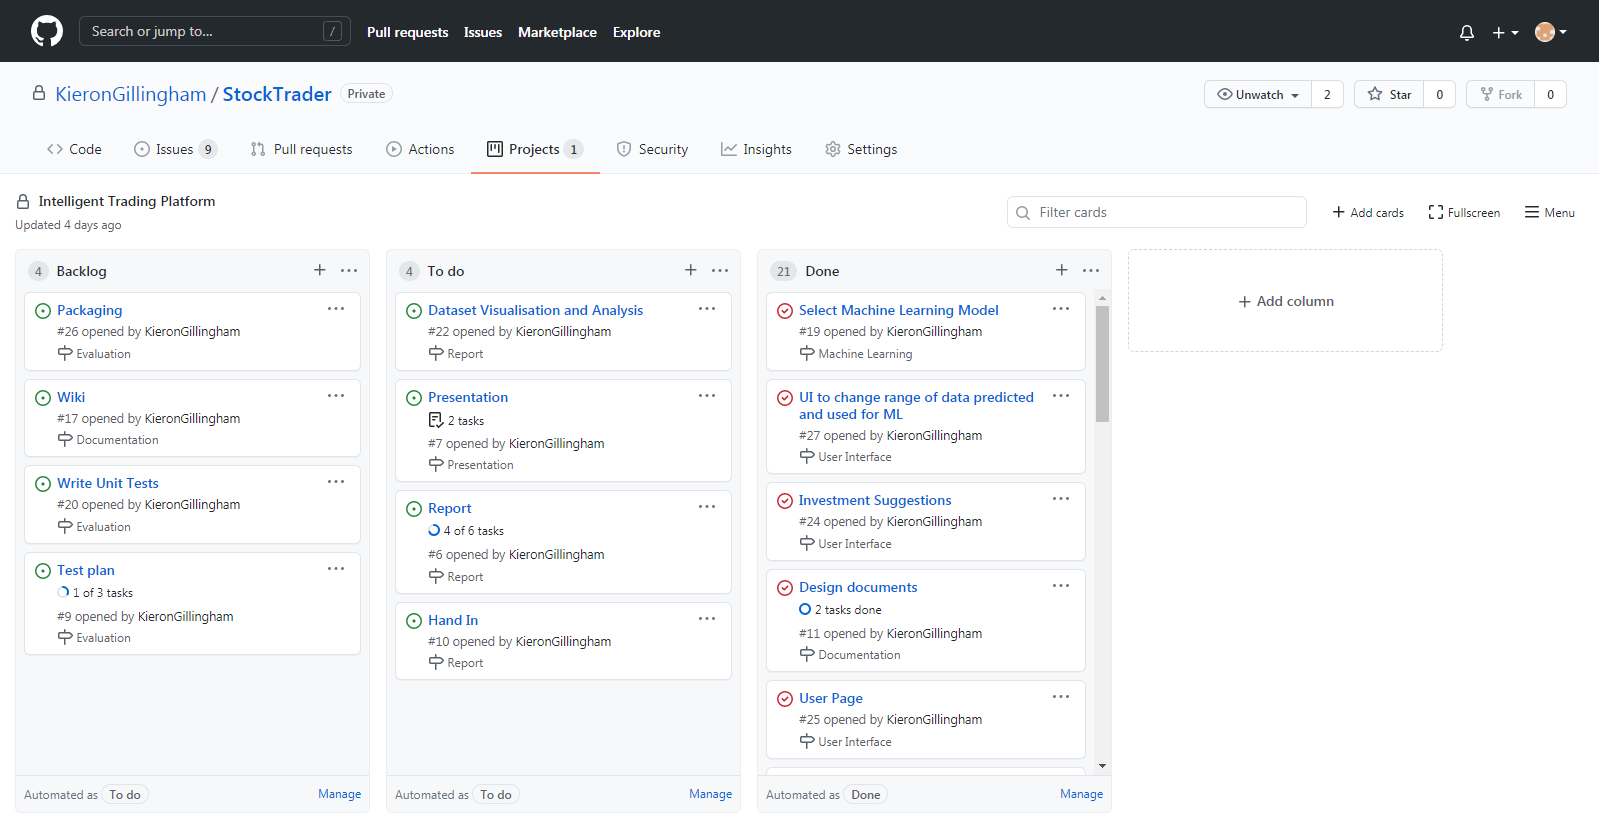 Search or jump to... /
Pull requests Issues Marketplace Explore
KieronGillingham / StockTrader Private
Unwatch 2 Star 0 Fork 0
Code Issues 9 Pull requests Actions Projects 1 Security Insights Settings
Intelligent Trading Platform
Updated 4 days ago
Filter cards
+ Add cards Fullscreen Menu
4 Backlog
Packaging
#26 opened by KieronGillingham
Evaluation
Wiki
#17 opened by KieronGillingham
Documentation
Write Unit Tests
#20 opened by KieronGillingham
Evaluation
Test plan
1 of 3 tasks
#9 opened by KieronGillingham
Evaluation
Automated as To do Manage
4 To do
Dataset Visualisation and Analysis
#22 opened by KieronGillingham
Report
Presentation
2 tasks
#7 opened by KieronGillingham
Presentation
Report
4 of 6 tasks
#6 opened by KieronGillingham
Report
Hand In
#10 opened by KieronGillingham
Report
Automated as To do Manage
21 Done
Select Machine Learning Model
#19 opened by KieronGillingham
Machine Learning
UI to change range of data predicted
and used for ML
#27 opened by KieronGillingham
User Interface
Investment Suggestions
#24 opened by KieronGillingham
User Interface
Design documents
2 tasks done
#11 opened by KieronGillingham
Documentation
User Page
#25 opened by KieronGillingham
User Interface
Automated as Done Manage
+ Add column